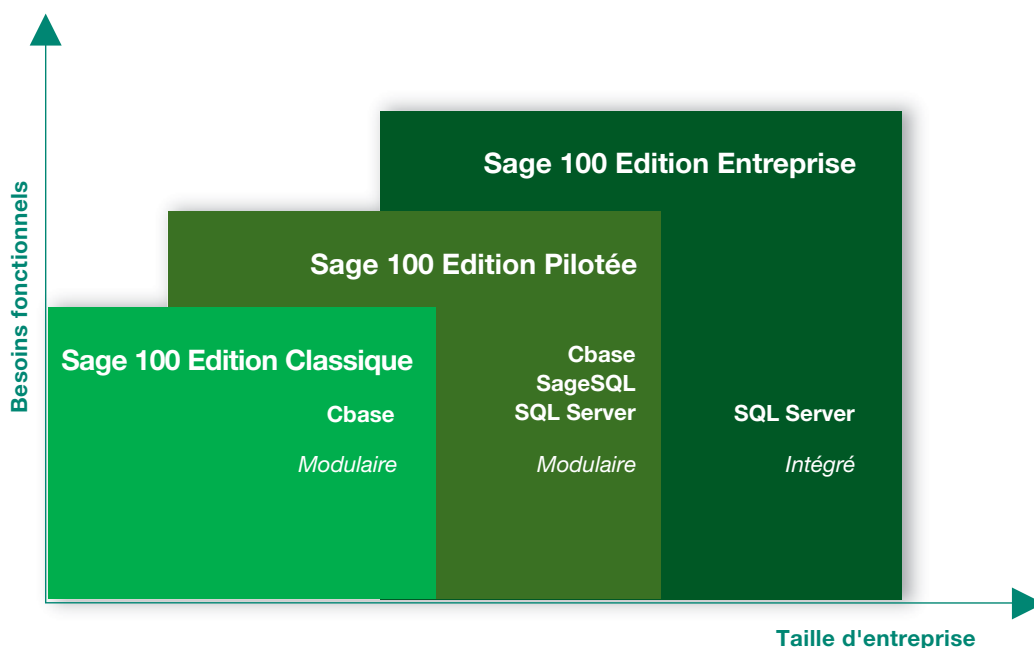 Besoins fonctionnels
Sage 100 Edition Entreprise
Sage 100 Edition Pilotée
Sage 100 Edition Classique
Cbase
Modulaire
Cbase
SageSQL
SQL Server
Modulaire
SQL Server
Intégré
Taille d'entreprise